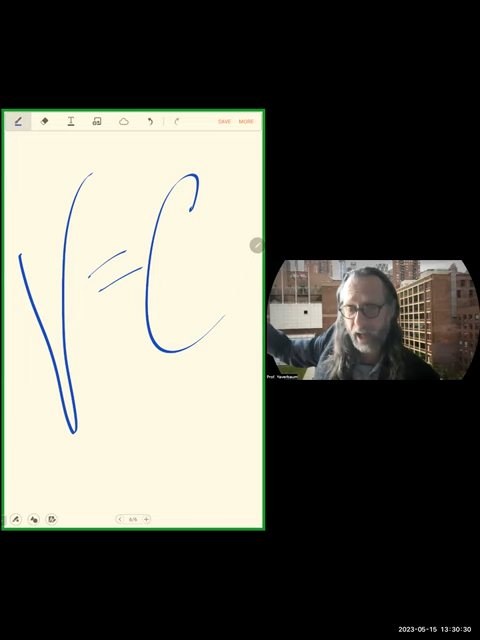 SAVE MORE
V = C
Prof. Yaverbaum
6/6
2023-05-15 13:30:30